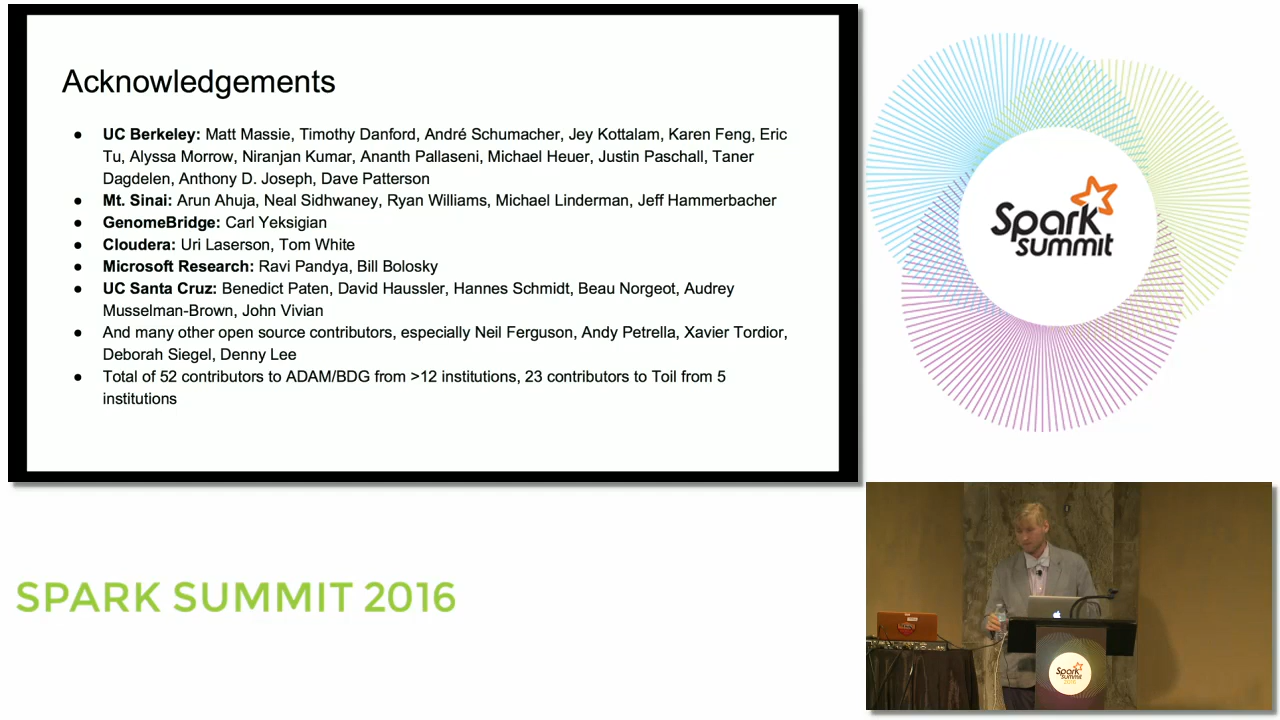 Acknowledgements
● UC Berkeley: Matt Massie, Timothy Danford, André Schumacher, Jey Kottalam, Karen Feng, Eric
Tu, Alyssa Morrow, Niranjan Kumar, Ananth Pallaseni, Michael Heuer, Justin Paschall, Taner
Dagdelen, Anthony D. Joseph, Dave Patterson
● Mt. Sinai: Arun Ahuja, Neal Sidhwaney, Ryan Williams, Michael Linderman, Jeff Hammerbacher
● GenomeBridge: Carl Yeksigian
● Cloudera: Uri Laserson, Tom White
● Microsoft Research: Ravi Pandya, Bill Bolosky
● UC Santa Cruz: Benedict Paten, David Haussler, Hannes Schmidt, Beau Norgeot, Audrey
Musselman-Brown, John Vivian
● And many other open source contributors, especially Neil Ferguson, Andy Petrella, Xavier Tordior,
Deborah Siegel, Denny Lee
● Total of 52 contributors to ADAM/BDG from >12 institutions, 23 contributors to Toil from 5
institutions
Spark
summit
SPARK SUMMIT 2016
Spark
summit
2016